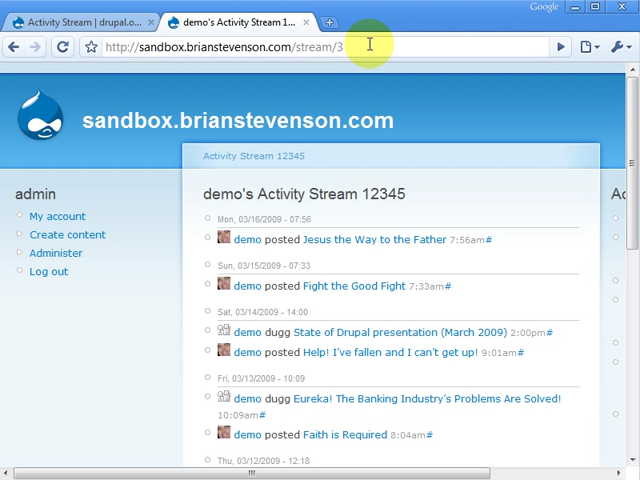 Google
Activity Stream | drupal.o...
demo's Activity Stream 1...
http://sandbox.brianstevenson.com/stream/3
sandbox.brianstevenson.com
Activity Stream 12345
admin
My account
Create content
Administer
Log out
demo's Activity Stream 12345
Mon, 03/16/2009 - 07:56
demo posted Jesus the Way to the Father 7:56am#
Sun, 03/15/2009 - 07:33
demo posted Fight the Good Fight 7:33am#
Sat, 03/14/2009 - 14:00
demo dugg State of Drupal presentation (March 2009) 2:00pm#
demo posted Help! I've fallen and I can't get up! 9:01am#
Fri, 03/13/2009 - 10:09
demo dugg Eureka! The Banking Industry's Problems Are Solved!
10:09am#
demo posted Faith is Required 8:04am#
Thu, 03/12/2009 - 12:18
Ac